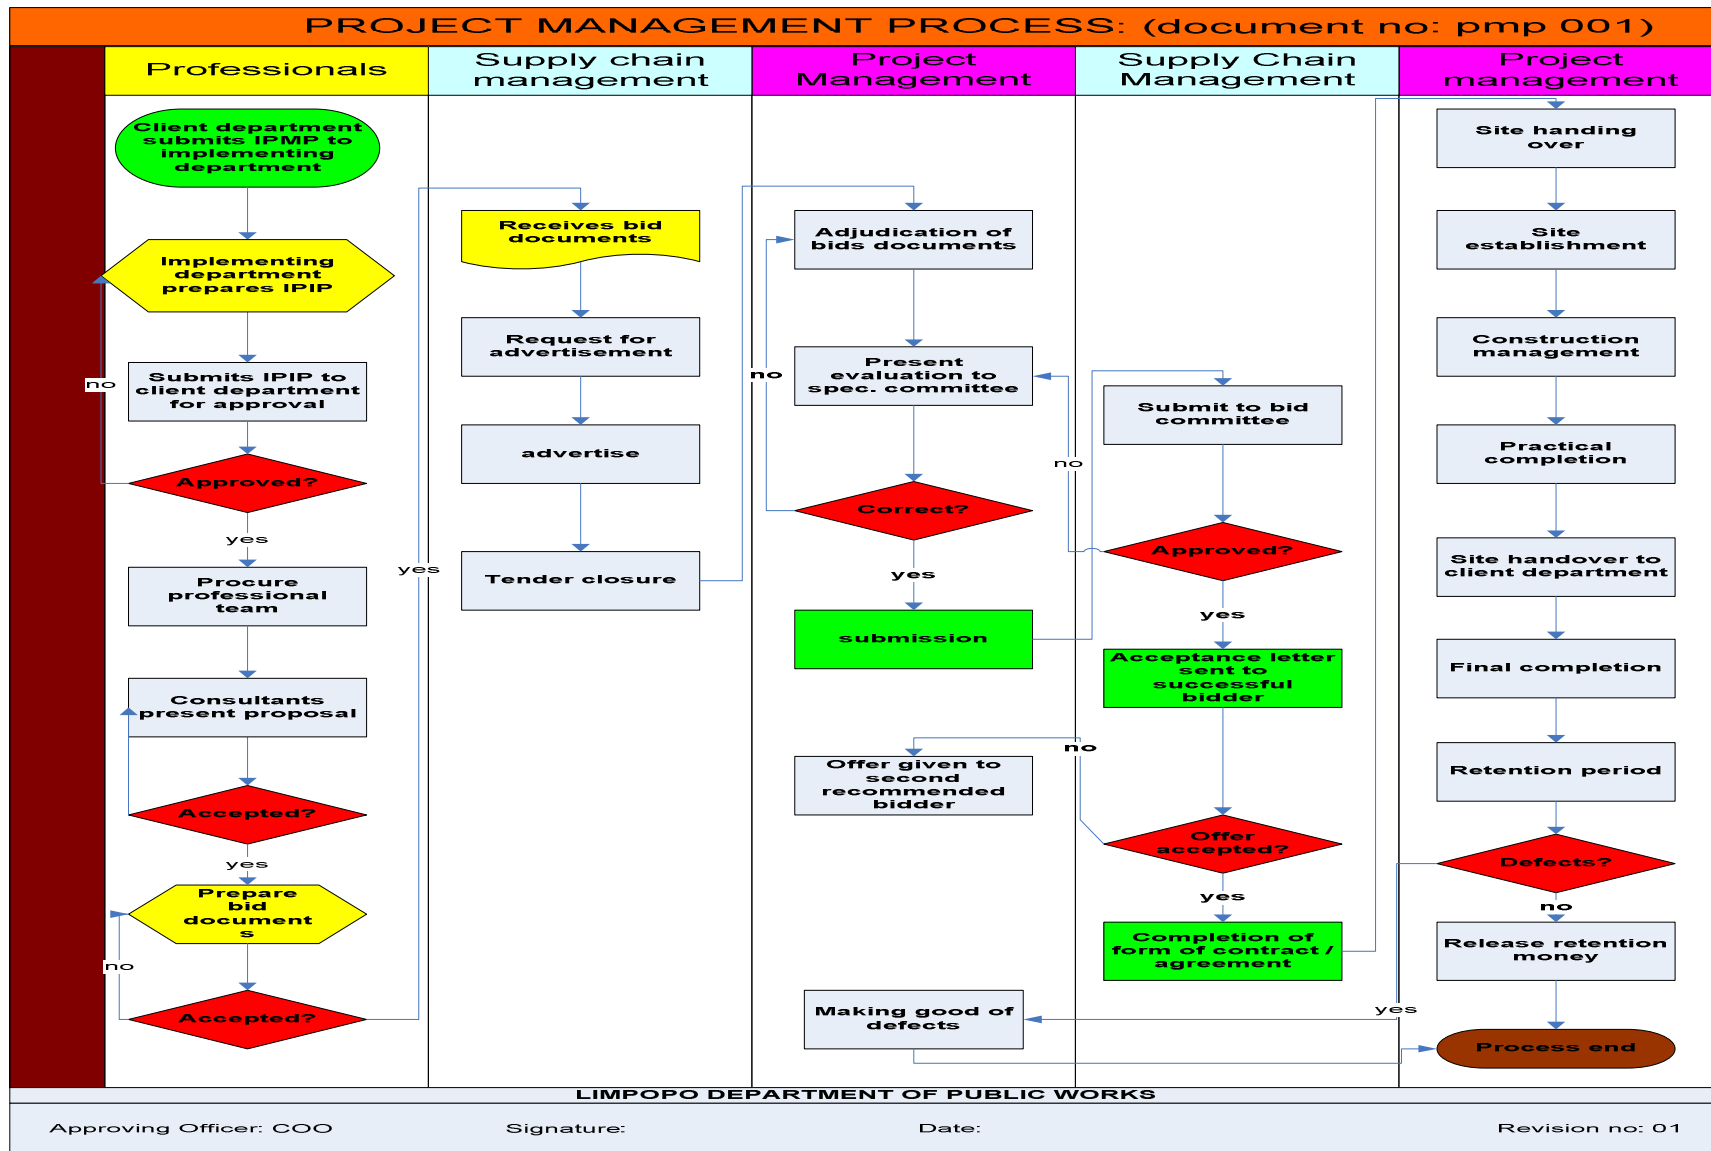 PROJECT MANAGEMENT PROCESS: (document no: pmp 001)
Professionals
Supply chain
management
Project
Management
Supply Chain
Management
Project
management
Client department
submits IPMP to
implementing
department
Implementing
department
prepares IPIP
Submits IPIP to
client department
for approval
no
Approved?
yes
Procure
professional
team
Consultants
present proposal
Accepted?
yes
Prepare
bid
document
s
no
Accepted?
yes
Receives bid
documents
Request for
advertisement
advertise
Tender closure
Adjudication of
bids documents
Present
evaluation to
spec. committee
no
Correct?
yes
submission
Offer given to
second
recommended
bidder
Making good of
defects
Submit to bid
committee
no
Approved?
yes
Acceptance letter
sent to
successful
bidder
no
Offer
accepted?
yes
Completion of
form of contract /
agreement
Site handing
over
Site
establishment
Construction
management
Practical
completion
Site handover to
client department
Final completion
Retention period
Defects?
no
Release retention
money
yes
Process end
LIMPOPO DEPARTMENT OF PUBLIC WORKS
Approving Officer: COO
Signature:
Date:
Revision no: 01